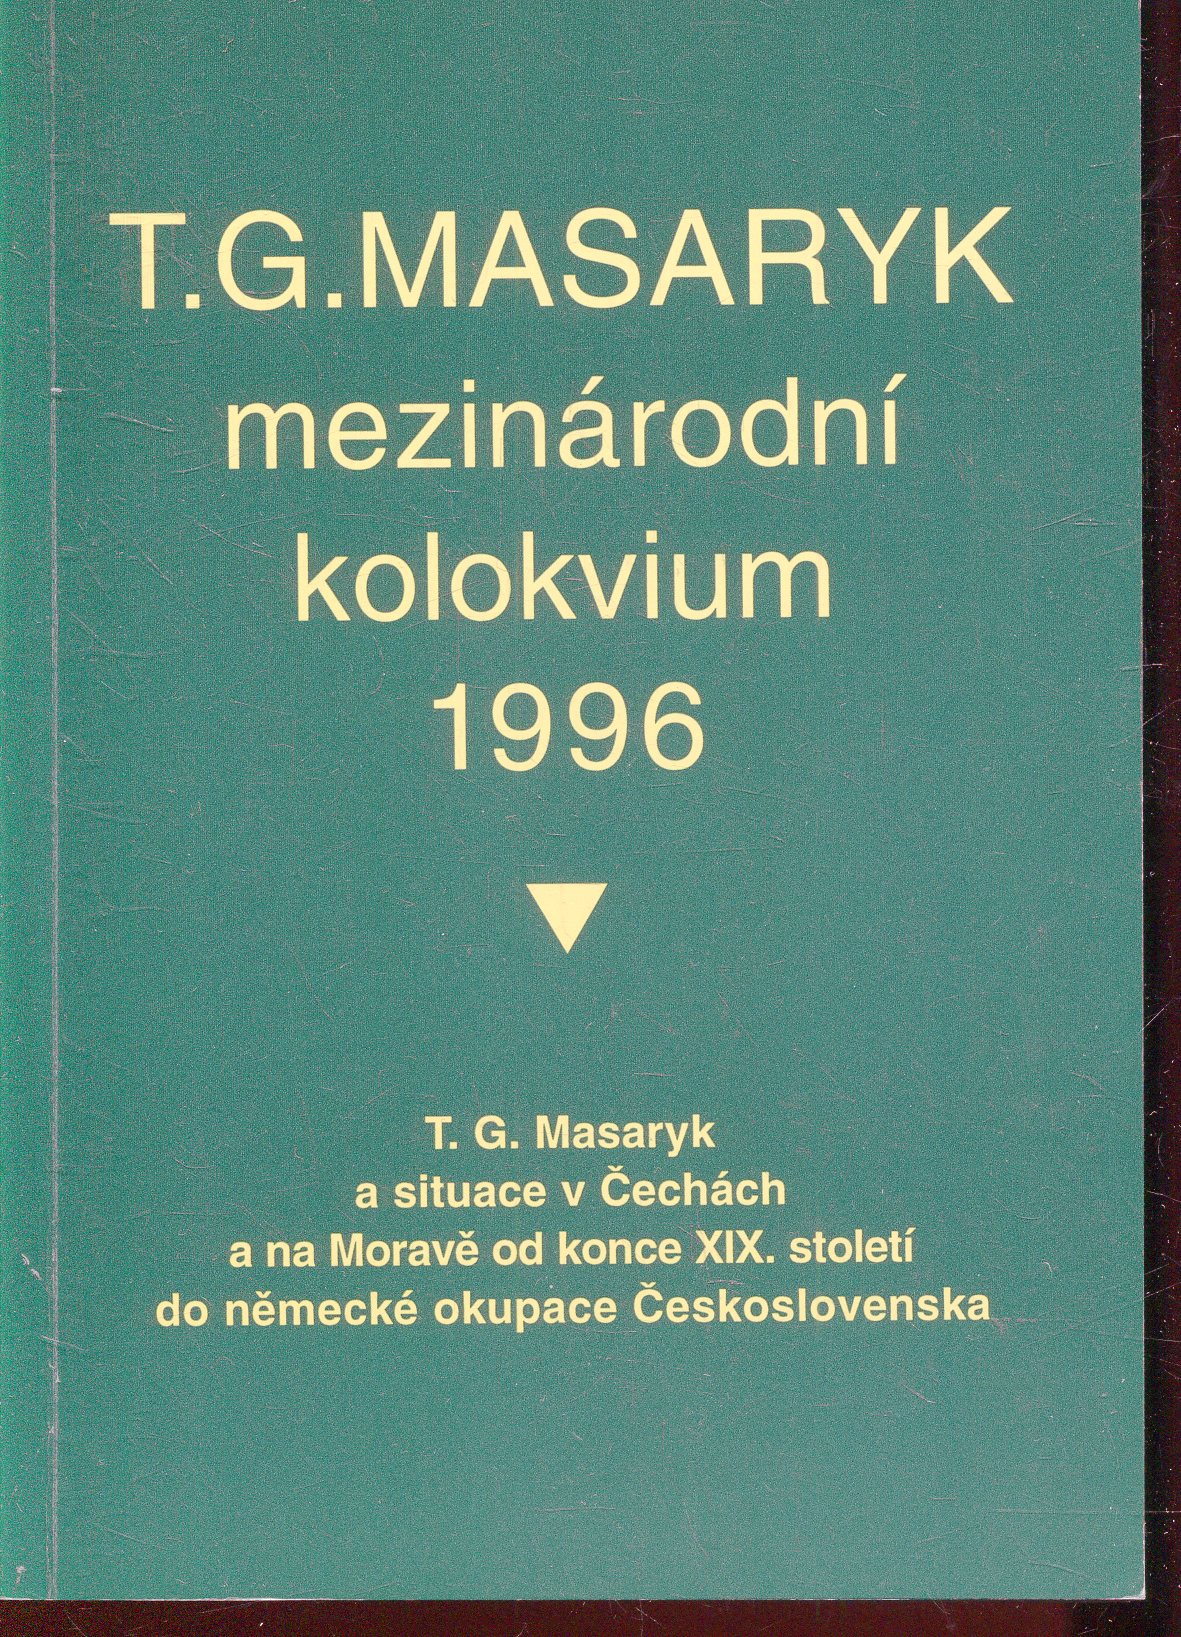 T.G.MASARYK
mezinárodní
kolokvium
1996
T. G. Masaryk
a situace v Čechách
a na Moravě od konce XIX. století
do německé okupace Československa